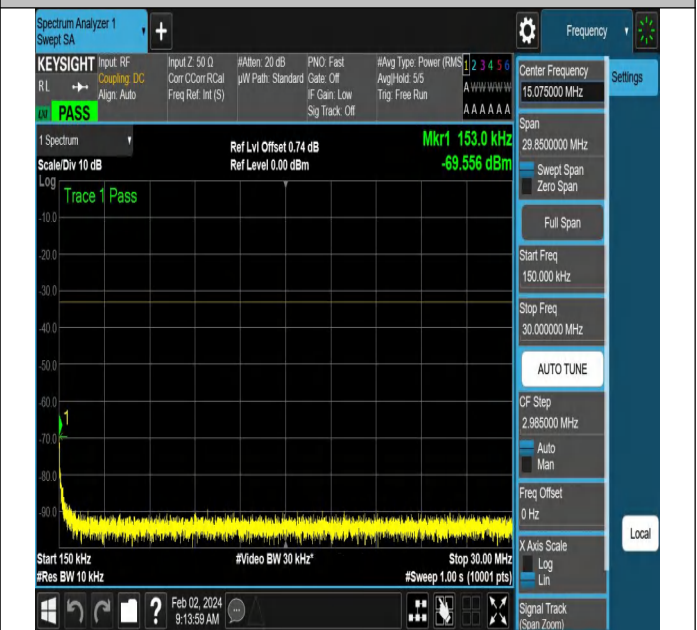 Spectrum Analyzer 1
Swept SA
+
Frequency
KEYSIGHT
RL
PASS
Input: RF
Coupling: DC
Align: Auto
Input Z: 50 Ω
Corr CCorr RCal
Freq Ref: Int (S)
#Atten: 20 dB
µW Path: Standard
PNO: Fast
Gate: Off
IF Gain: Low
Sig Track: Off
#Avg Type: Power (RMS
Avg|Hold: 5/5
Trig: Free Run
1 2 3 4 5 6
A W W W W W
A A A A A A
1 Spectrum
Scale/Div 10 dB
Ref Lvl Offset 0.74 dB
Ref Level 0.00 dBm
Mkr1 153.0 kHz
-69.556 dBm
Log
Trace 1 Pass
-10.0
-20.0
-30.0
-40.0
-50.0
-60.0
1
-70.0
-80.0
-90.0
Start 150 kHz
#Res BW 10 kHz
#Video BW 30 kHz*
Stop 30.00 MHz
#Sweep 1.00 s (10001 pts)
Center Frequency
15.075000 MHz
Settings
Span
29.8500000 MHz
Swept Span
Zero Span
Full Span
Start Freq
150.000 kHz
Stop Freq
30.000000 MHz
AUTO TUNE
CF Step
2.985000 MHz
Auto
Man
Freq Offset
0 Hz
X Axis Scale
Log
Lin
Local
Signal Track
(Span Zoom)
?
Feb 02, 2024
9:13:59 AM